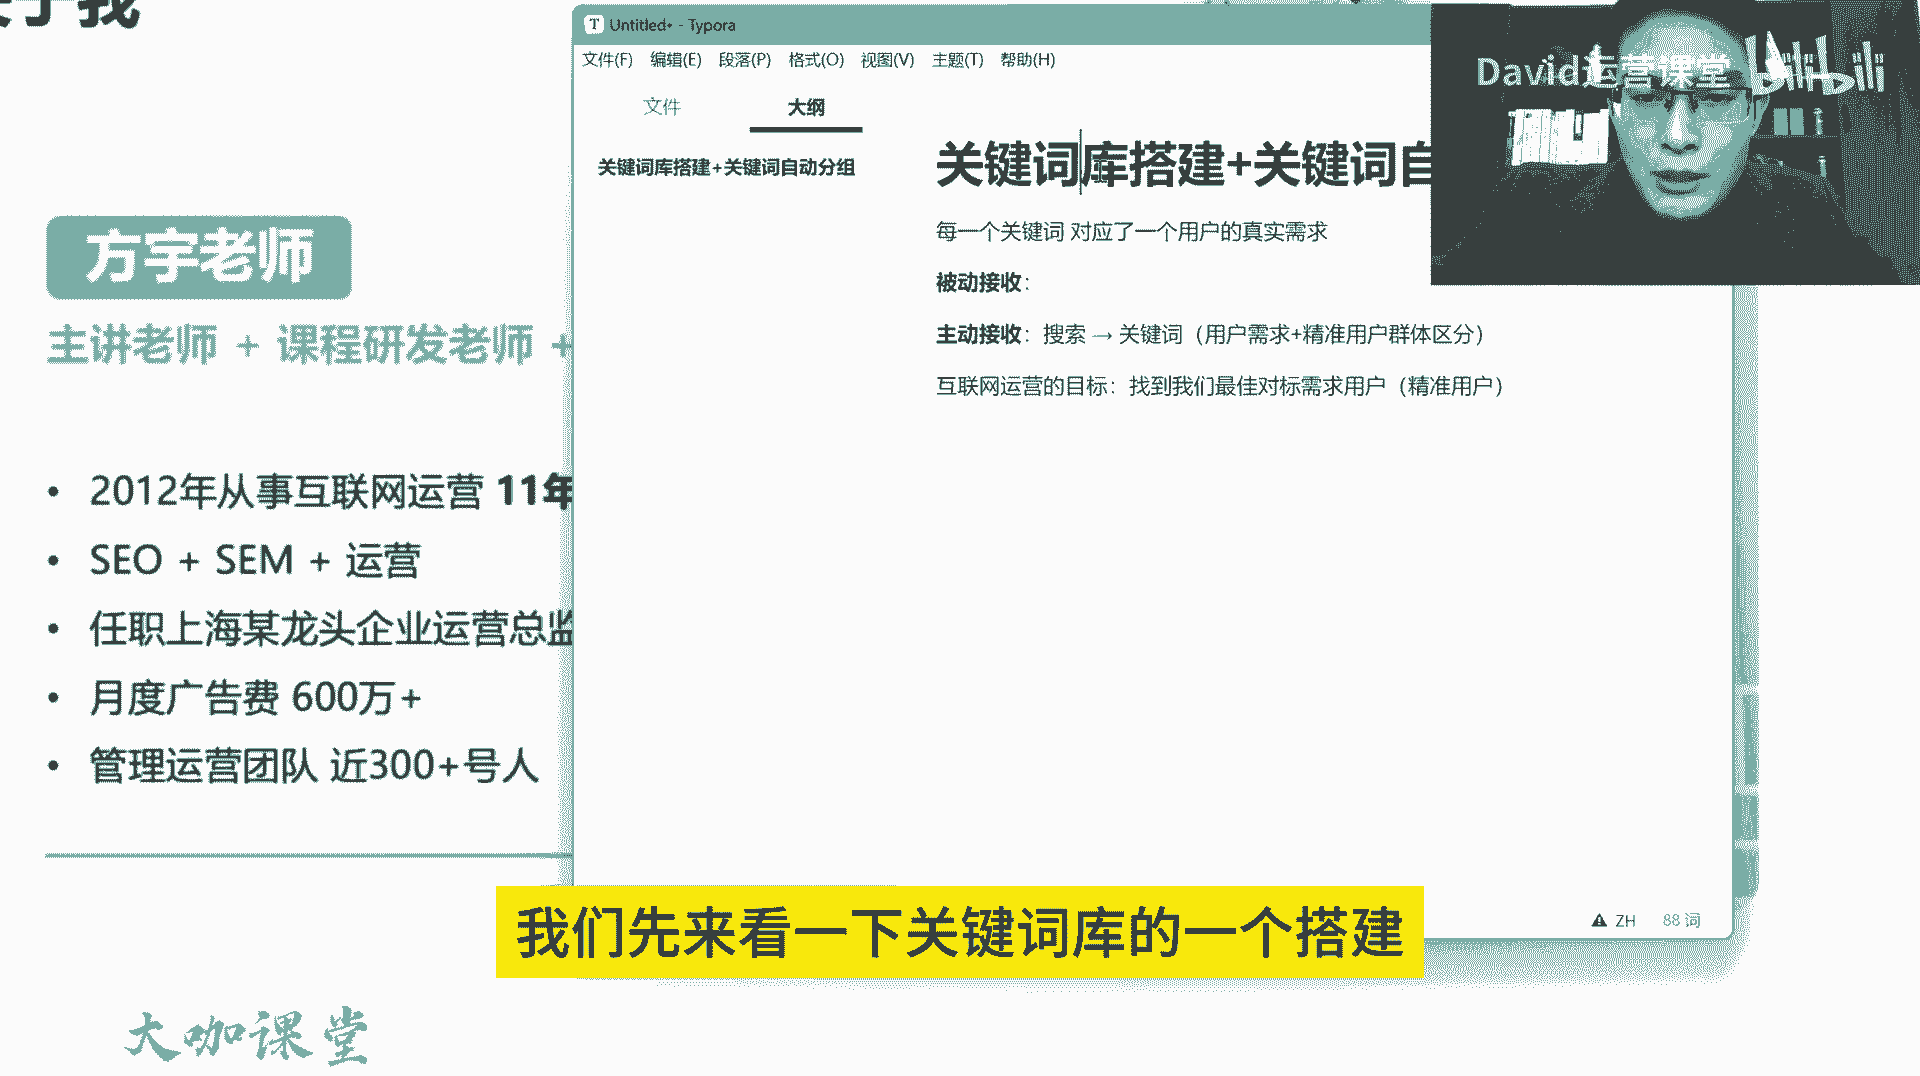 Untitled• - Typora
文件(F) 编辑(E) 段落(P) 格式(O) 视图(V) 主题(T) 帮助(H)
文件 大纲
关键词库搭建+关键词自动分组
关键词库搭建+关键词自
每一个关键词 对应了一个用户的真实需求
被动接收：
主动接收：搜索 → 关键词（用户需求+精准用户群体区分）
互联网运营的目标：找到我们最佳对标需求用户（精准用户）
ZH 88 词
David运营课堂 bilibili
于我
方宇老师
主讲老师 + 课程研发老师 +
• 2012年从事互联网运营 11年
• SEO + SEM + 运营
• 任职上海某龙头企业运营总监
• 月度广告费 600万+
• 管理运营团队 近300+号人
我们先来看一下关键词库的一个搭建
大咖课堂